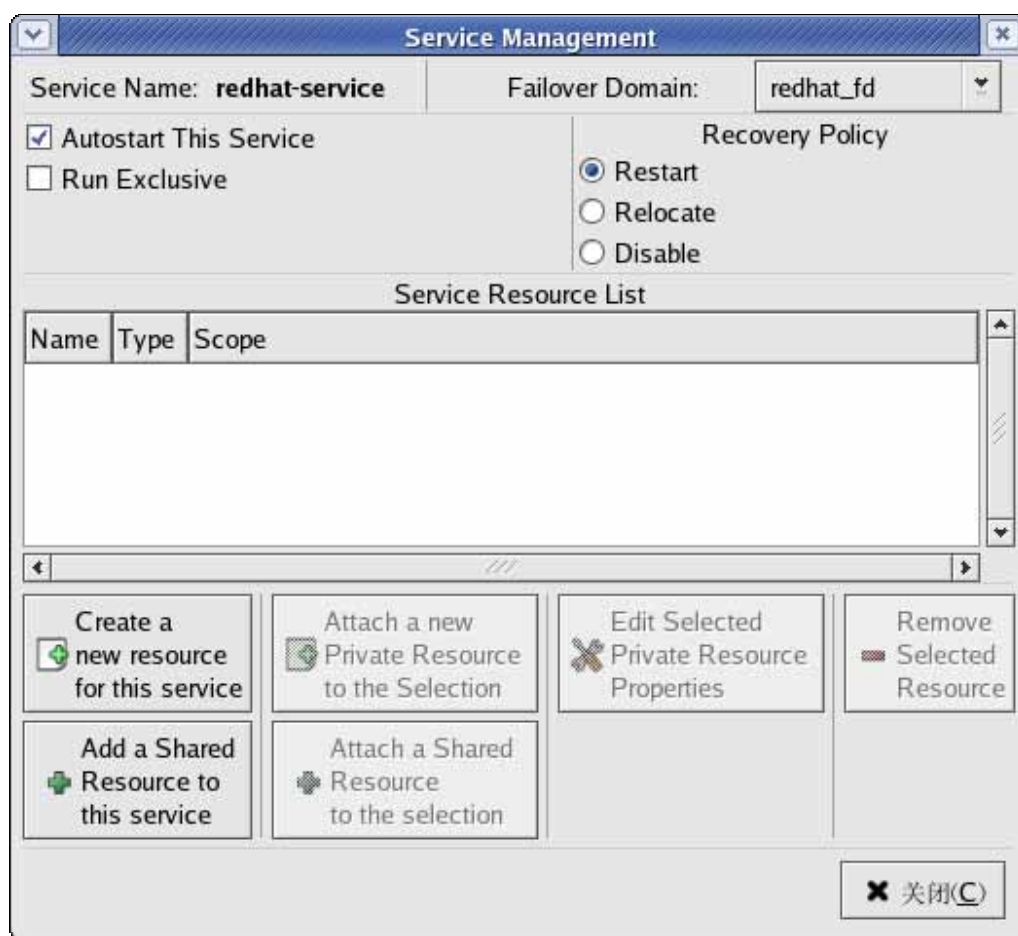 Service Management
Service Name: redhat-service
Failover Domain:
redhat_fd
Autostart This Service
Run Exclusive
Recovery Policy
Restart
Relocate
Disable
Service Resource List
Name Type Scope
Create a
new resource
for this service
Attach a new
Private Resource
to the Selection
Edit Selected
Private Resource
Properties
Remove
Selected
Resource
Add a Shared
Resource to
this service
Attach a Shared
Resource
to the selection
关闭(C)